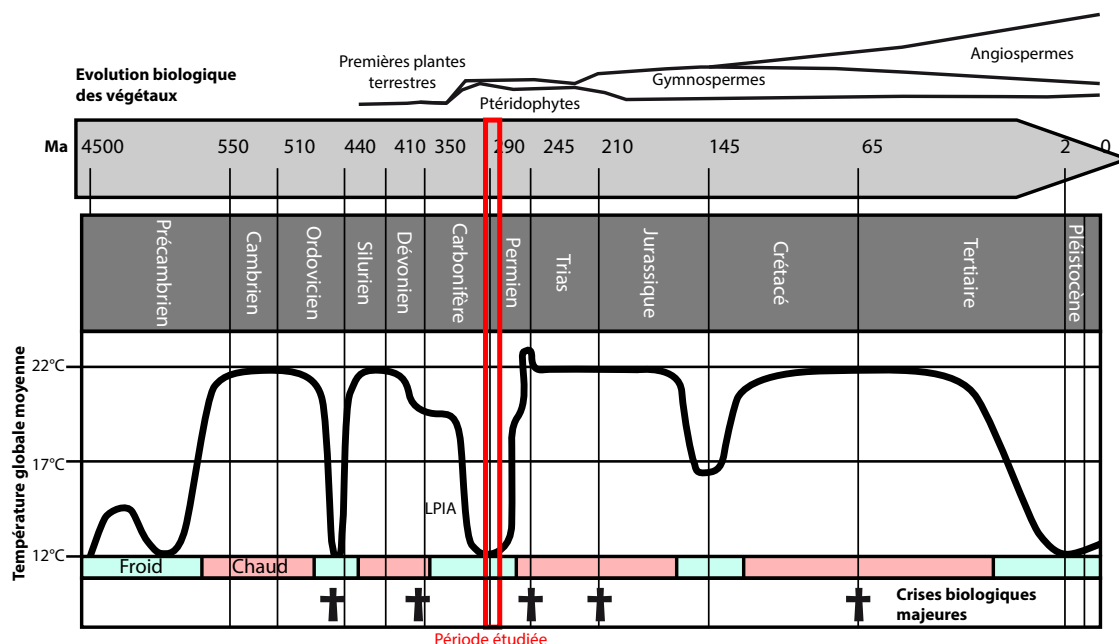 Evolution biologique
des végétaux
Premières plantes
terrestres
Ptéridophytes
Gymnospermes
Angiospermes
Ma 4500 550 510 440 410 350 290 245 210 145 65 2 0
Précambrien
Cambrien
Ordovicien
Silurien
Dévonien
Carbonifère
Permien
Trias
Jurassique
Crétacé
Tertiaire
Pléistocène
Température globale moyenne
22°C
17°C
12°C
LPIA
Froid
Chaud
Crises biologiques
majeures
Période étudiée